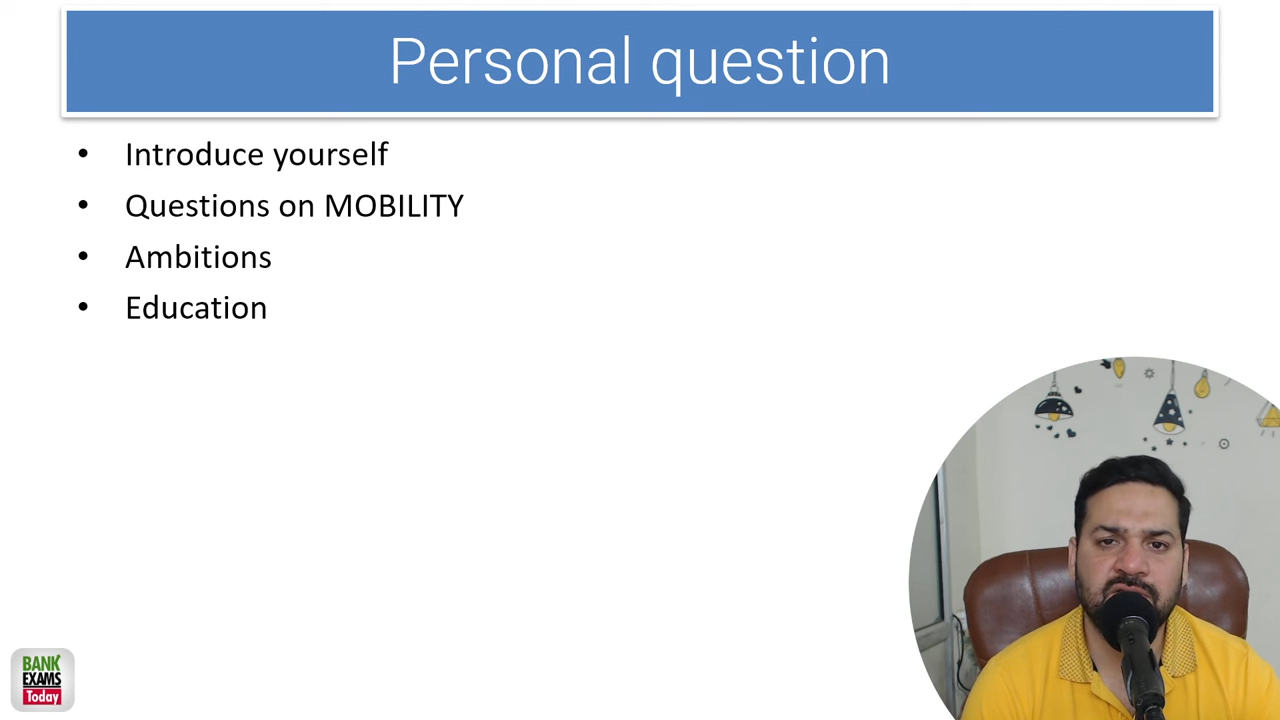 Personal question
• Introduce yourself
• Questions on MOBILITY
• Ambitions
• Education
BANK
EXAMS
Today